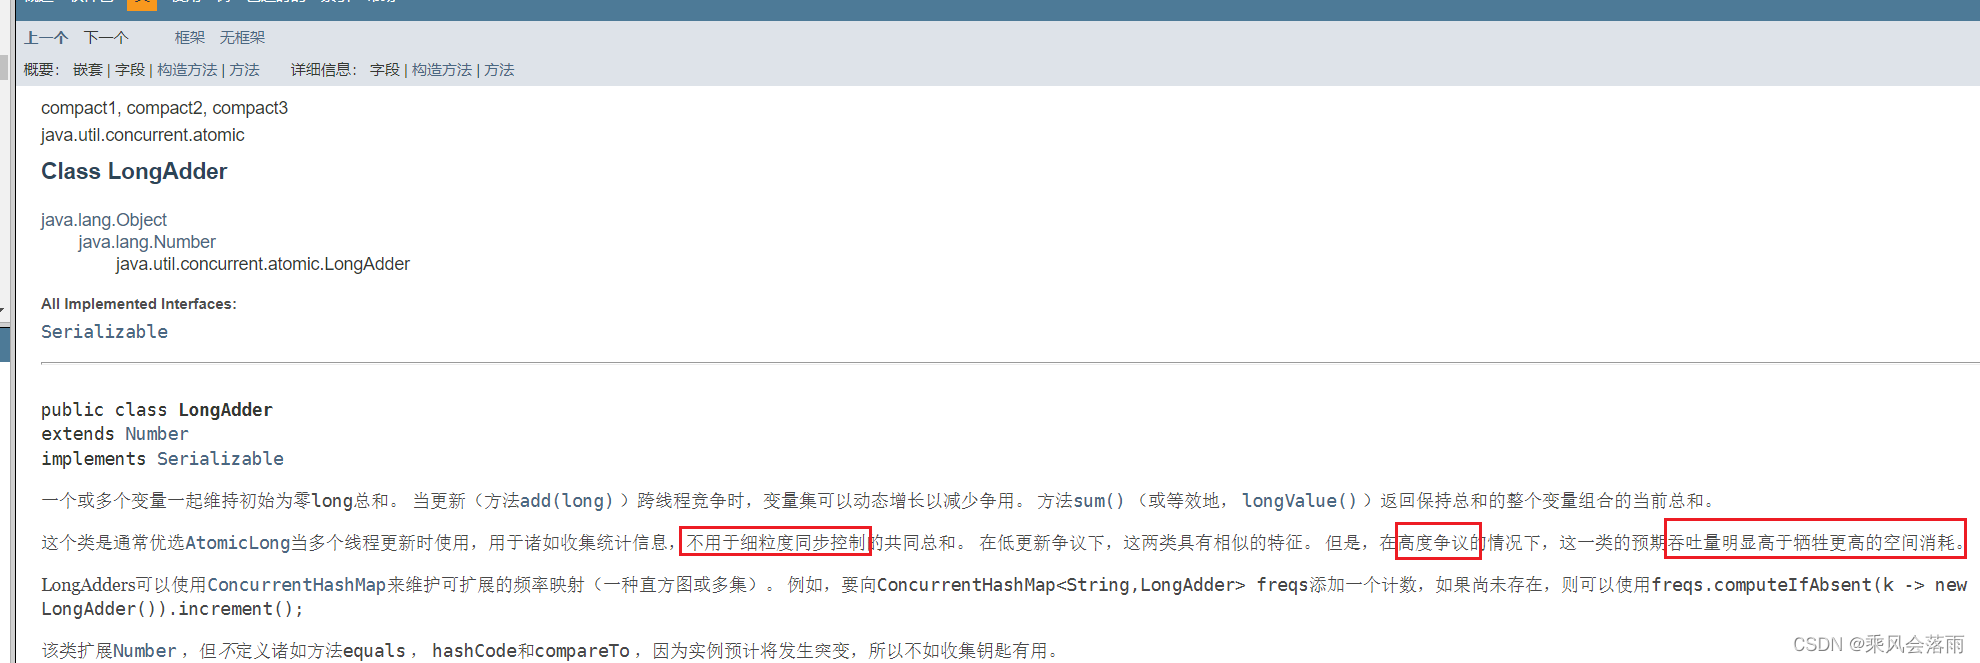 上一个 下一个 框架 无框架
概要： 嵌套 | 字段 | 构造方法 | 方法 详细信息： 字段 | 构造方法 | 方法
compact1, compact2, compact3
java.util.concurrent.atomic
Class LongAdder
java.lang.Object
java.lang.Number
java.util.concurrent.atomic.LongAdder
All Implemented Interfaces:
Serializable
public class LongAdder
extends Number
implements Serializable
一个或多个变量一起维持初始为零long总和。 当更新（方法add(long) ）跨线程竞争时，变量集可以动态增长以减少争用。 方法sum() （或等效地， longValue() ）返回保持总和的整个变量组合的当前总和。
这个类是通常优选AtomicLong当多个线程更新时使用，用于诸如收集统计信息，不用于细粒度同步控制的共同总和。 在低更新争议下，这两类具有相似的特征。 但是，在高度争议的情况下，这一类的预期吞吐量明显高于牺牲更高的空间消耗。
LongAdders可以使用ConcurrentHashMap来维护可扩展的频率映射（一种直方图或多集）。 例如，要向ConcurrentHashMap<String,LongAdder> freqs添加一个计数，如果尚未存在，则可以使用freqs.computeIfAbsent(k -> new
LongAdder()).increment();
该类扩展Number ，但不定义诸如方法equals ， hashCode和compareTo ，因为实例预计将发生突变，所以不如收集钥匙有用。
CSDN @乘风会落雨